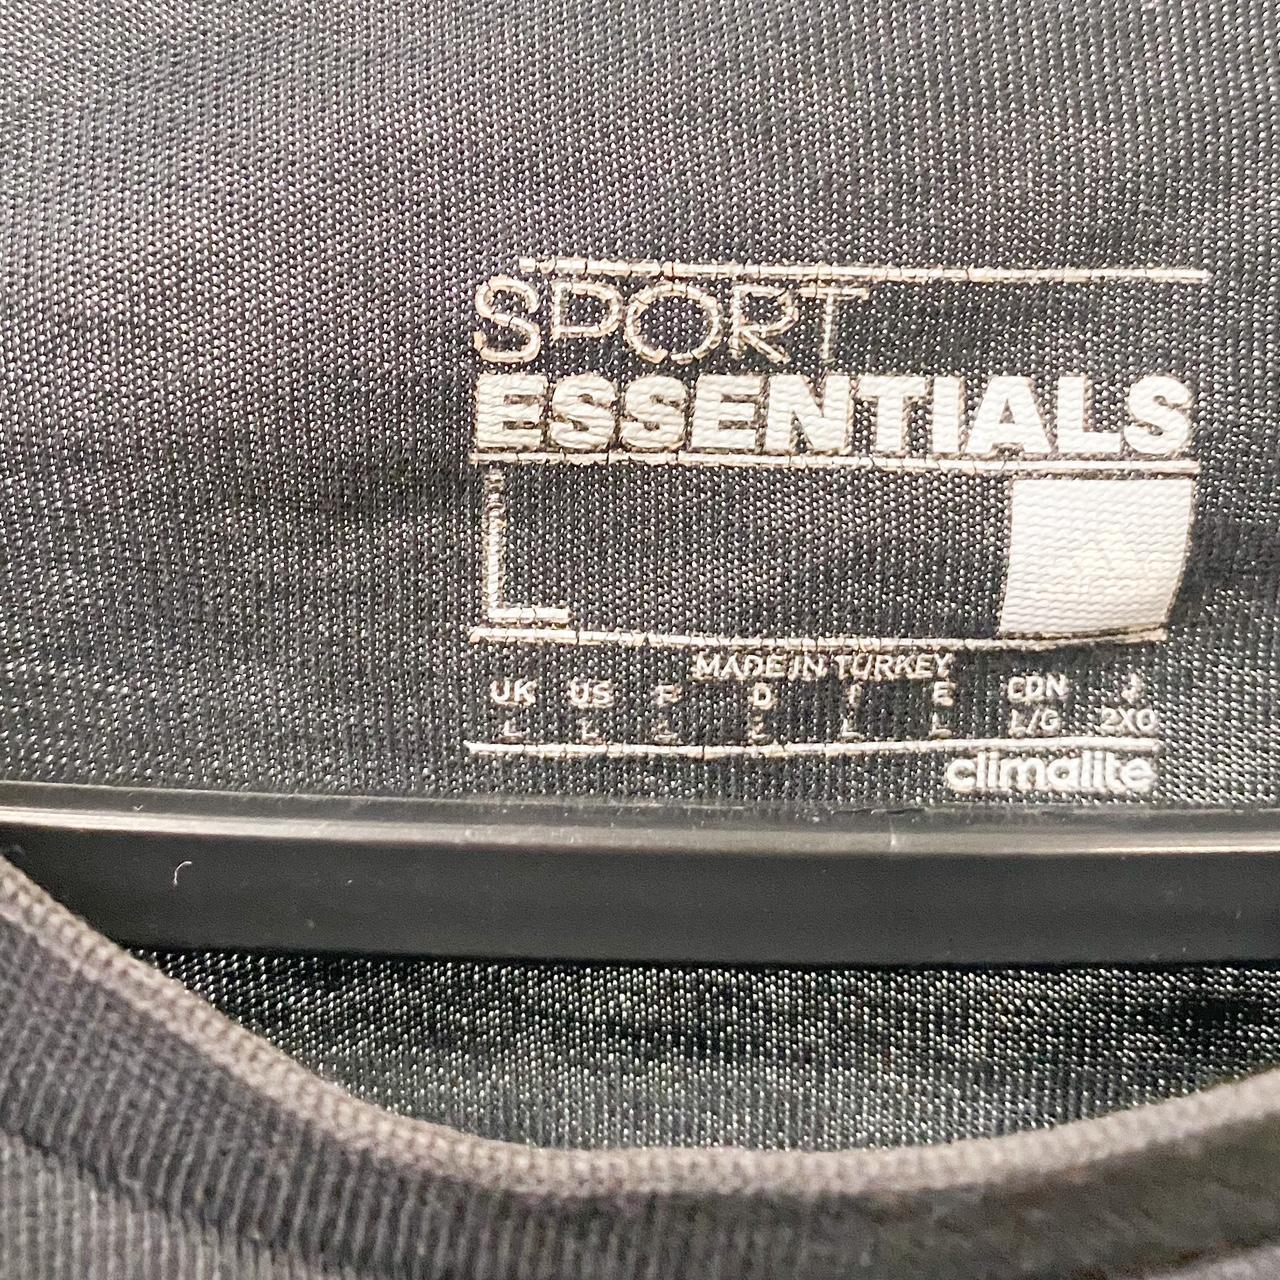 SPORT
ESSENTIALS
L
MADE IN TURKEY
UK US F D I E CDN J
L L L L L L L/G 2XO
climalite